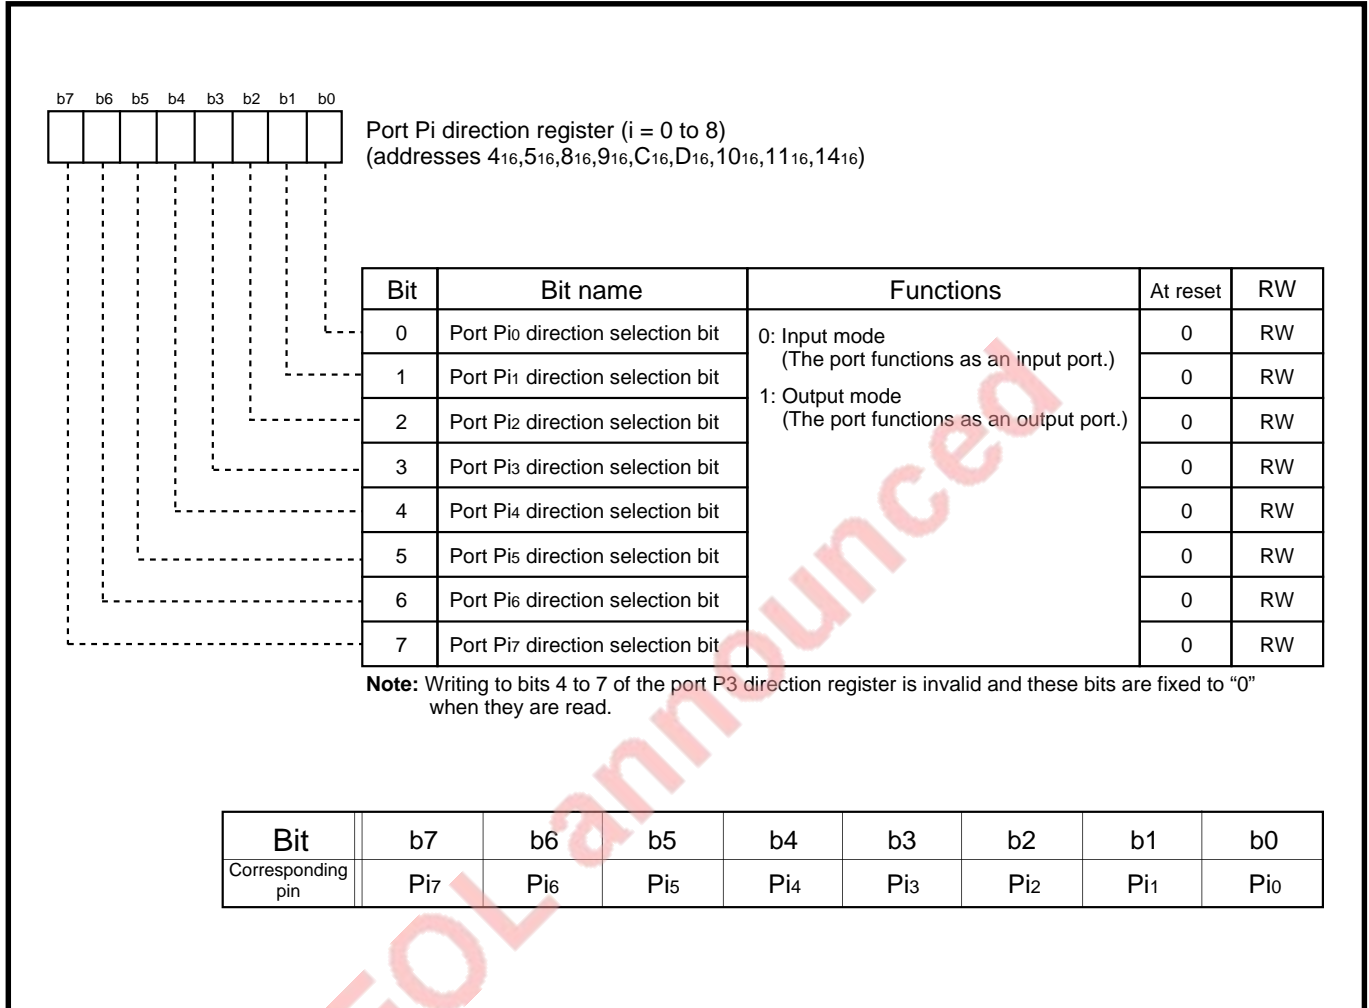 b7 b6 b5 b4 b3 b2 b1 b0
Port Pi direction register (i = 0 to 8)
(addresses 4₁₆,5₁₆,8₁₆,9₁₆,C₁₆,D₁₆,10₁₆,11₁₆,14₁₆)
Bit Bit name Functions At reset RW
0 Port Pi₀ direction selection bit 0: Input mode 0 RW
(The port functions as an input port.)
1 Port Pi₁ direction selection bit 0 RW
1: Output mode
2 Port Pi₂ direction selection bit (The port functions as an output port.) 0 RW
3 Port Pi₃ direction selection bit 0 RW
4 Port Pi₄ direction selection bit 0 RW
5 Port Pi₅ direction selection bit 0 RW
6 Port Pi₆ direction selection bit 0 RW
7 Port Pi₇ direction selection bit 0 RW
Note: Writing to bits 4 to 7 of the port P3 direction register is invalid and these bits are fixed to “0”
when they are read.
Bit b7 b6 b5 b4 b3 b2 b1 b0
Corresponding
pin Pi₇ Pi₆ Pi₅ Pi₄ Pi₃ Pi₂ Pi₁ Pi₀
EOL announced